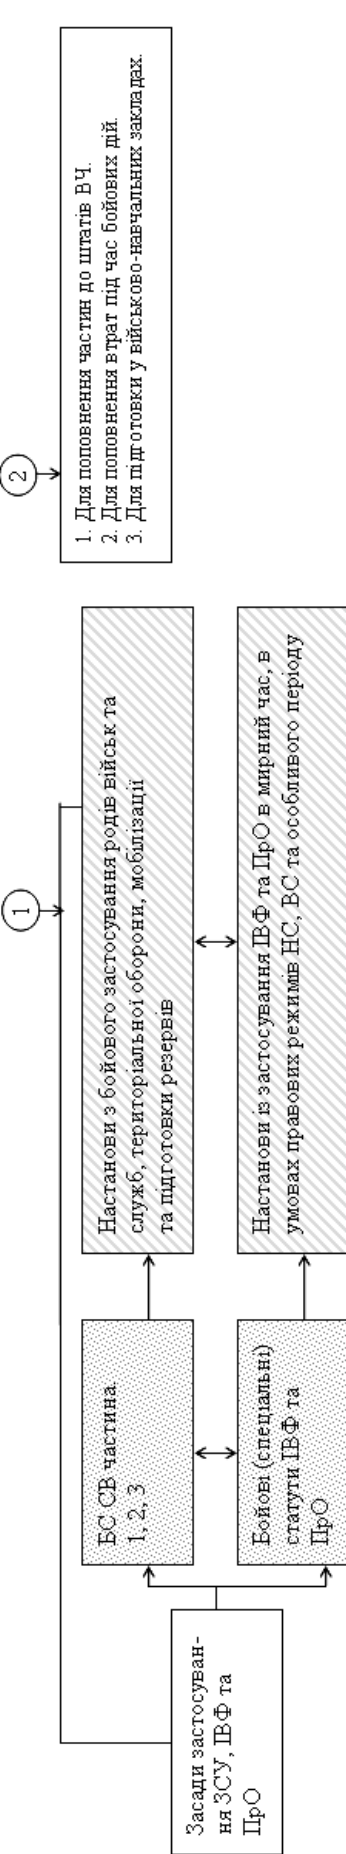 Засади застосуван-
ня ЗСУ, ІВФ та
ПрО
БС СВ частина.
1, 2, 3
Бойові (спеціальні)
статути ІВФ та
ПрО
1
Настанови з бойового застосування родів військ та
служб, територіальної оборони, мобілізації
та підготовки резервів
Настанови із застосування ІВФ та ПрО в мирний час, в
умовах правових режимів НС, ВС та особливого періоду
2
1. Для поповнення частин до штатів ВЧ.
2. Для поповнення втрат під час бойових дій.
3. Для підготовки у військово-навчальних закладах.